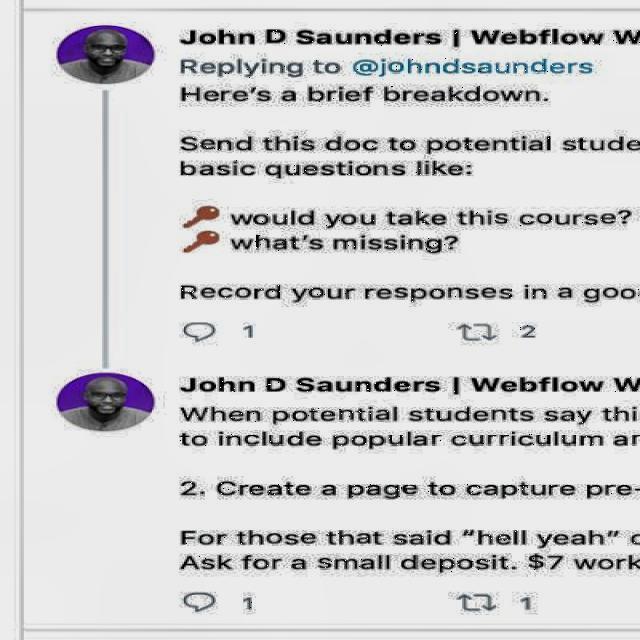 John D Saunders | Webflow W
Replying to @johndsaunders
Here's a brief breakdown.
Send this doc to potential stude
basic questions like:
would you take this course?
what's missing?
Record your responses in a goo
1 2
John D Saunders | Webflow W
When potential students say thi
to include popular curriculum ar
2. Create a page to capture pre-
For those that said "hell yeah" c
Ask for a small deposit. $7 work
1 1